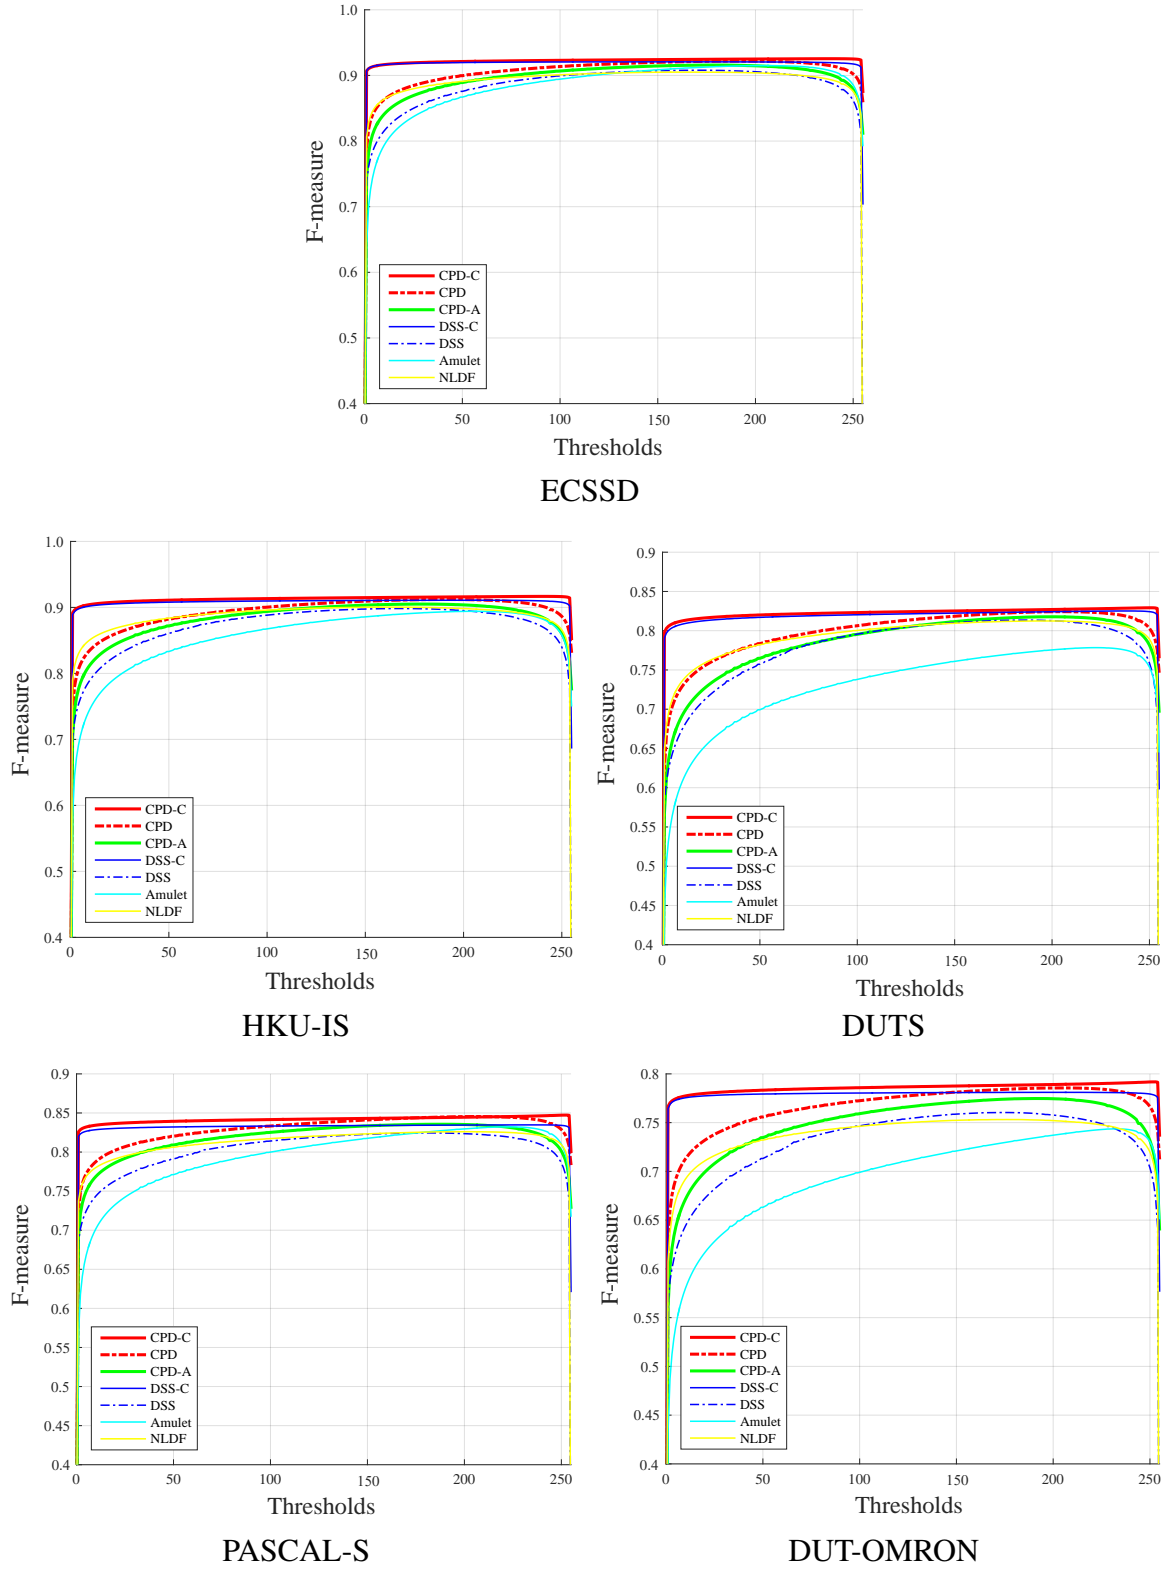 1.0
0.9
0.8
0.7
0.6
0.5
0.4
F-measure
CPD-C
CPD
CPD-A
DSS-C
DSS
Amulet
NLDF
0 50 100 150 200 250
Thresholds
ECSSD
1.0
0.9
0.8
0.7
0.6
0.5
0.4
F-measure
CPD-C
CPD
CPD-A
DSS-C
DSS
Amulet
NLDF
0 50 100 150 200 250
Thresholds
HKU-IS
0.9
0.85
0.8
0.75
0.7
0.65
0.6
0.55
0.5
0.45
0.4
F-measure
CPD-C
CPD
CPD-A
DSS-C
DSS
Amulet
NLDF
0 50 100 150 200 250
Thresholds
DUTS
0.9
0.85
0.8
0.75
0.7
0.65
0.6
0.55
0.5
0.45
0.4
F-measure
CPD-C
CPD
CPD-A
DSS-C
DSS
Amulet
NLDF
0 50 100 150 200 250
Thresholds
PASCAL-S
0.8
0.75
0.7
0.65
0.6
0.55
0.5
0.45
0.4
F-measure
CPD-C
CPD
CPD-A
DSS-C
DSS
Amulet
NLDF
0 50 100 150 200 250
Thresholds
DUT-OMRON